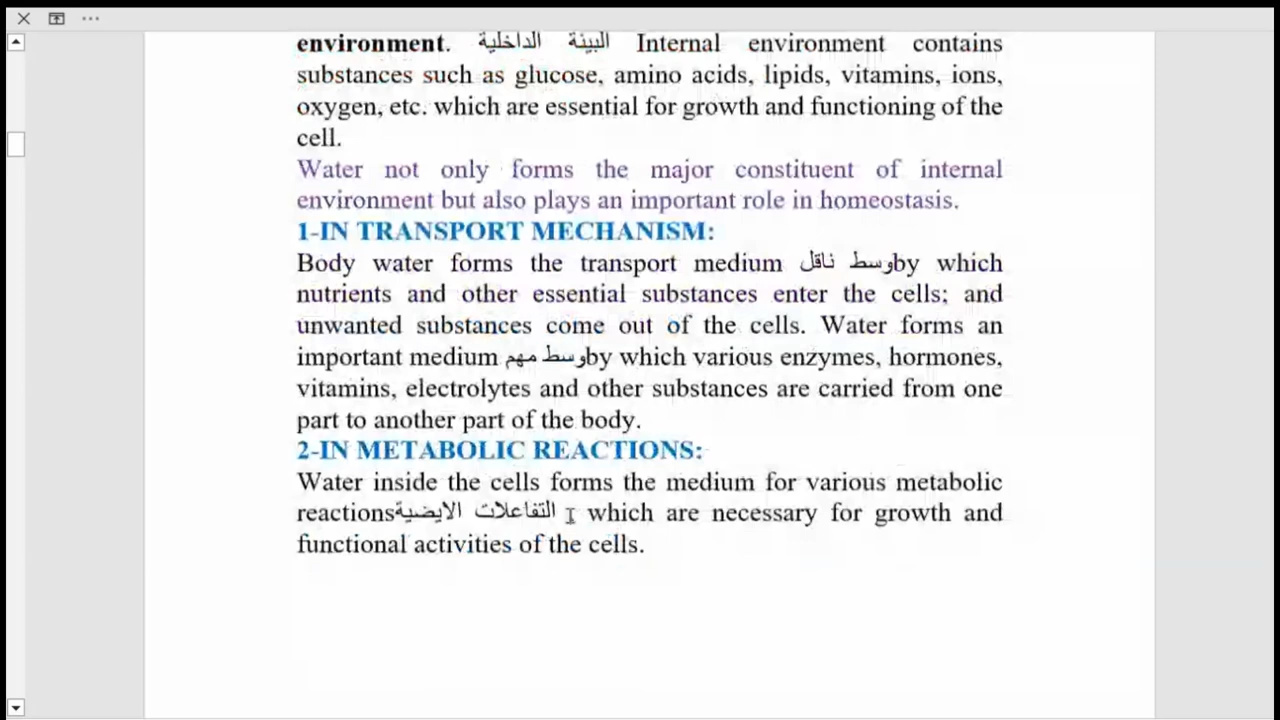 environment. البيئة الداخلية Internal environment contains
substances such as glucose, amino acids, lipids, vitamins, ions,
oxygen, etc. which are essential for growth and functioning of the
cell.
Water not only forms the major constituent of internal
environment but also plays an important role in homeostasis.
1-IN TRANSPORT MECHANISM:
Body water forms the transport medium وسط ناقلby which
nutrients and other essential substances enter the cells; and
unwanted substances come out of the cells. Water forms an
important medium وسط مهمby which various enzymes, hormones,
vitamins, electrolytes and other substances are carried from one
part to another part of the body.
2-IN METABOLIC REACTIONS:
Water inside the cells forms the medium for various metabolic
reactionsالتفاعلات الايضية which are necessary for growth and
functional activities of the cells.